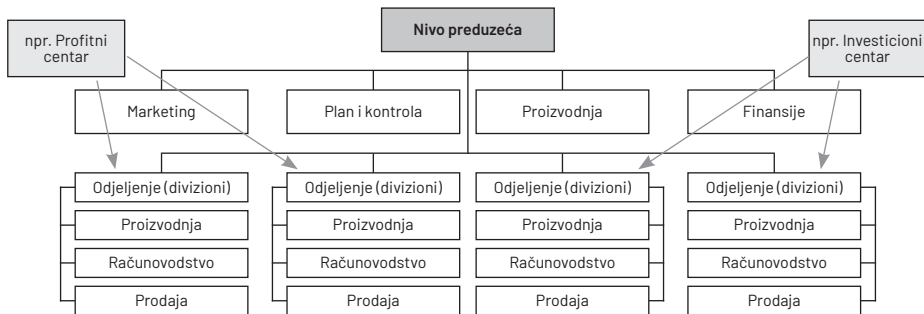 Nivo preduzeća
npr. Profitni
centar
npr. Investicioni
centar
Marketing
Plan i kontrola
Proizvodnja
Finansije
Odjeljenje (divizioni)
Odjeljenje (divizioni)
Odjeljenje (divizioni)
Odjeljenje (divizioni)
Proizvodnja
Proizvodnja
Proizvodnja
Proizvodnja
Računovodstvo
Računovodstvo
Računovodstvo
Računovodstvo
Prodaja
Prodaja
Prodaja
Prodaja